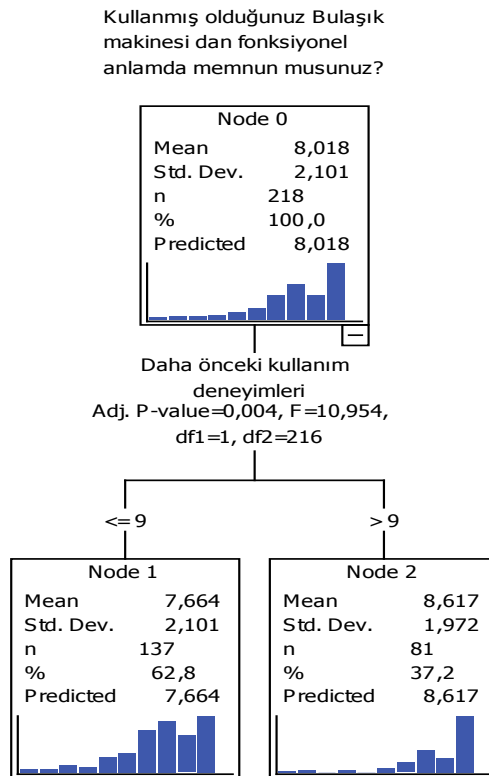 Kullanmış olduğunuz Bulaşık
makinesi dan fonksiyonel
anlamda memnun musunuz?
Node 0
Mean 8,018
Std. Dev. 2,101
n 218
% 100,0
Predicted 8,018
Daha önceki kullanım
deneyimleri
Adj. P-value=0,004, F=10,954,
df1=1, df2=216
<= 9
> 9
Node 1
Mean 7,664
Std. Dev. 2,101
n 137
% 62,8
Predicted 7,664
Node 2
Mean 8,617
Std. Dev. 1,972
n 81
% 37,2
Predicted 8,617